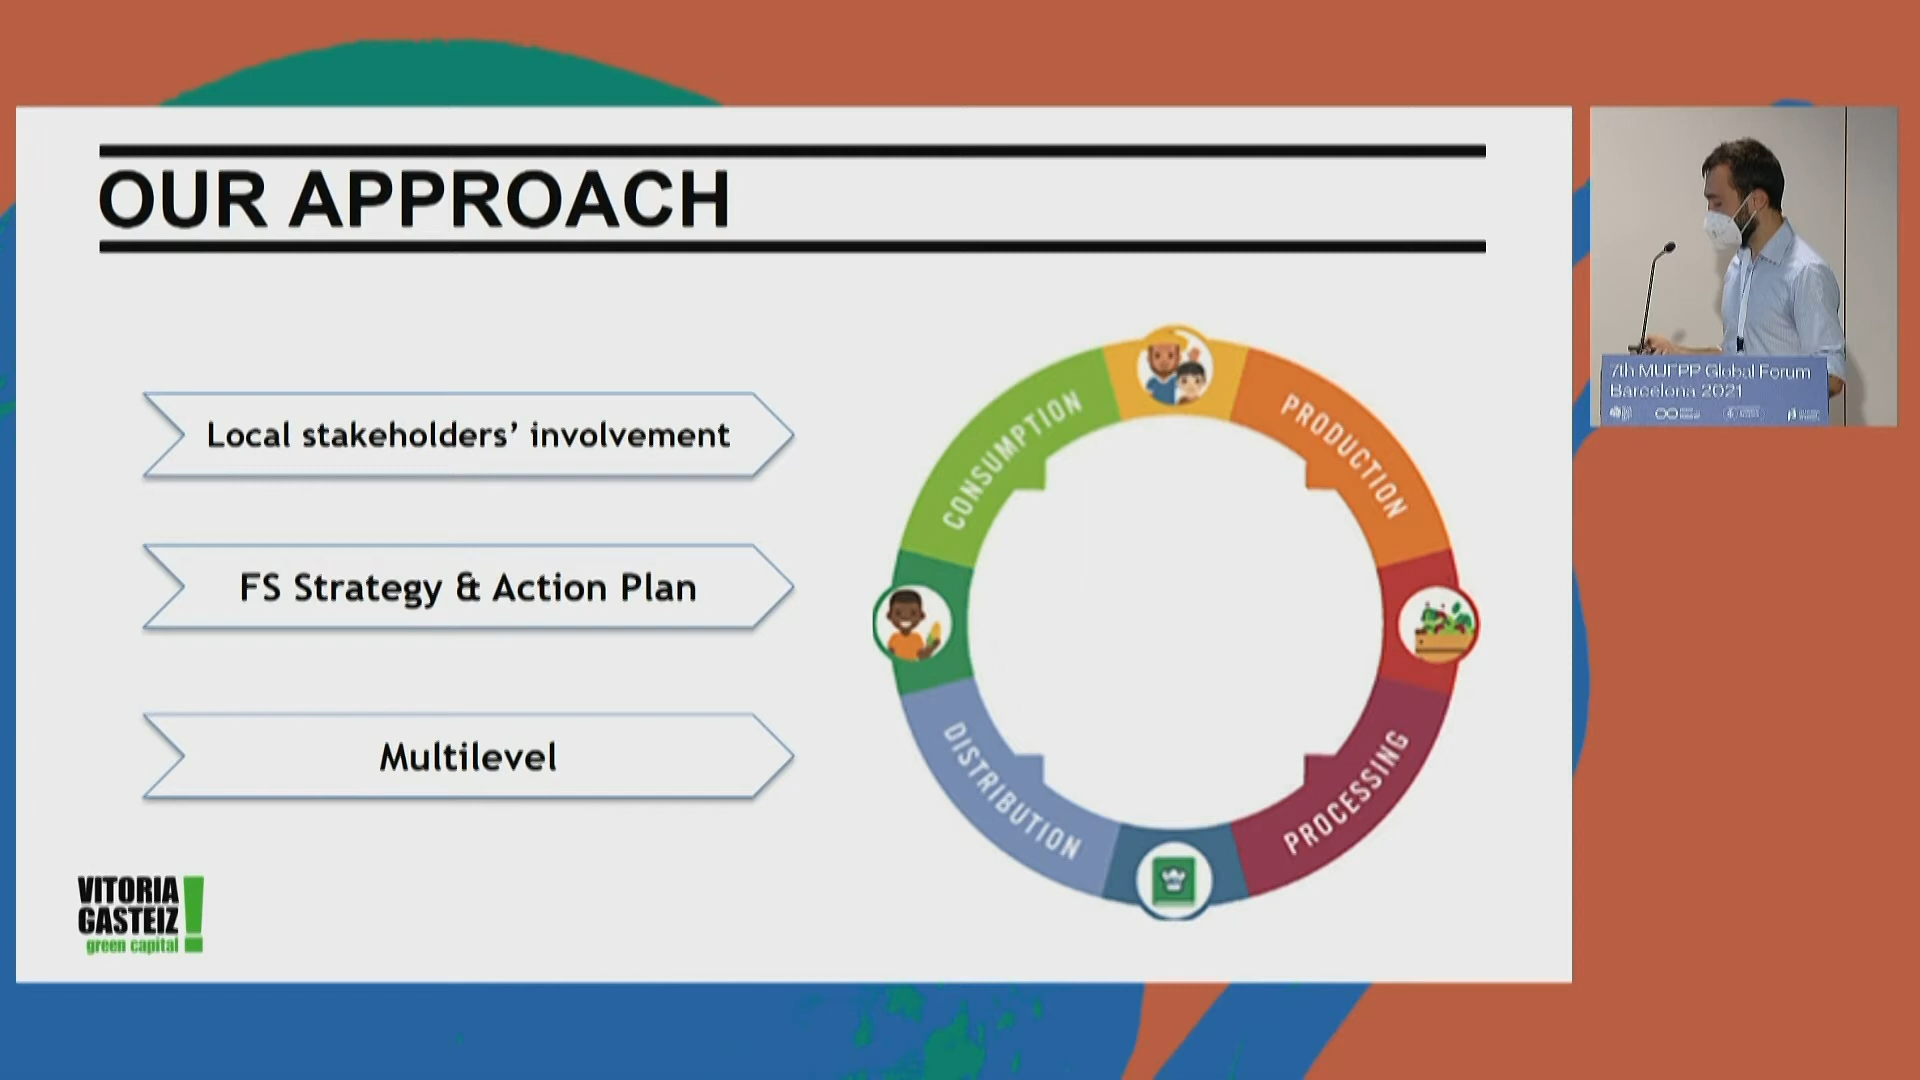 OUR APPROACH
Local stakeholders’ involvement
FS Strategy & Action Plan
Multilevel
CONSUMPTION
PRODUCTION
DISTRIBUTION
PROCESSING
VITORIA
GASTEIZ!
green capital
7th MUFPP Global Forum
Barcelona 2021